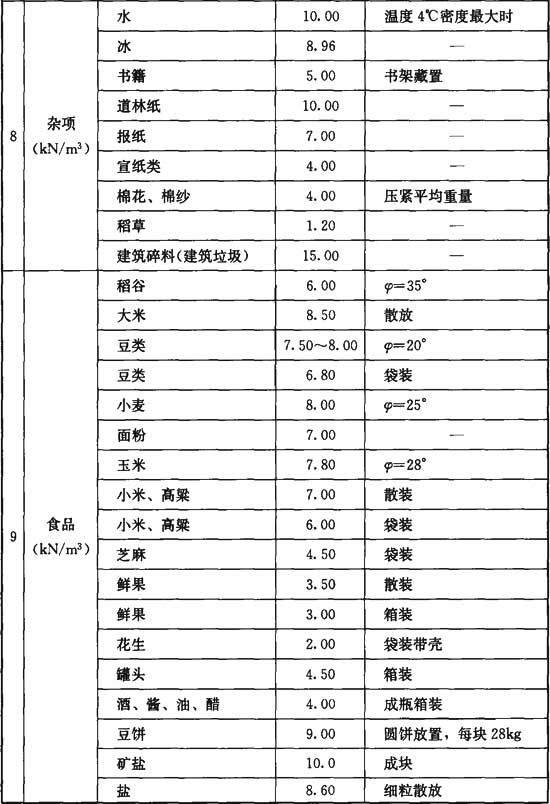 水 10.00 温度4℃密度最大时
冰 8.96 —
书籍 5.00 书架藏置
道林纸 10.00 —
8 杂项(kN/m³) 报纸 7.00 —
宣纸类 4.00 —
棉花、棉纱 4.00 压紧平均重量
稻草 1.20 —
建筑碎料(建筑垃圾) 15.00 —
稻谷 6.00 φ=35°
大米 8.50 散放
豆类 7.50～8.00 φ=20°
豆类 6.80 袋装
小麦 8.00 φ=25°
面粉 7.00 —
玉米 7.80 φ=28°
小米、高粱 7.00 散装
9 食品(kN/m³) 小米、高粱 6.00 袋装
芝麻 4.50 袋装
鲜果 3.50 散装
鲜果 3.00 箱装
花生 2.00 袋装带壳
罐头 4.50 箱装
酒、酱、油、醋 4.00 成瓶箱装
豆饼 9.00 圆饼放置，每块28kg
矿盐 10.0 成块
盐 8.60 细粒散放